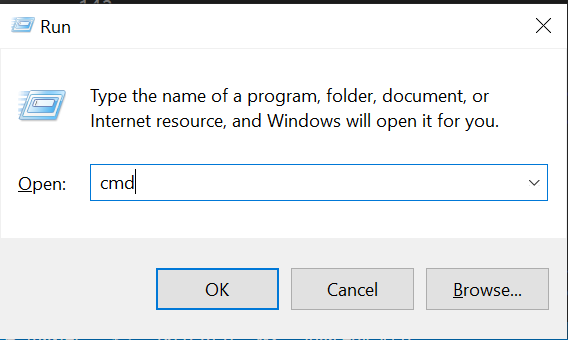 Run
Type the name of a program, folder, document, or
Internet resource, and Windows will open it for you.
Open: cmd
OK Cancel Browse...